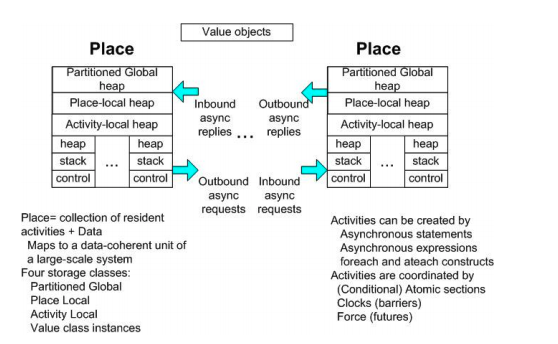 Value objects
Place
Partitioned Global
heap
Place-local heap
Activity-local heap
heap
stack
control
...
heap
stack
control
Inbound
async
replies
...
Outbound
async
replies
Outbound
async
requests
Inbound
async
requests
Place
Partitioned Global
heap
Place-local heap
Activity-local heap
heap
stack
control
...
heap
stack
control
Place= collection of resident
activities + Data
Maps to a data-coherent unit of
a large-scale system
Four storage classes:
Partitioned Global
Place Local
Activity Local
Value class instances
Activities can be created by
Asynchronous statements
Asynchronous expressions
foreach and ateach constructs
Activities are coordinated by
(Conditional) Atomic sections
Clocks (barriers)
Force (futures)